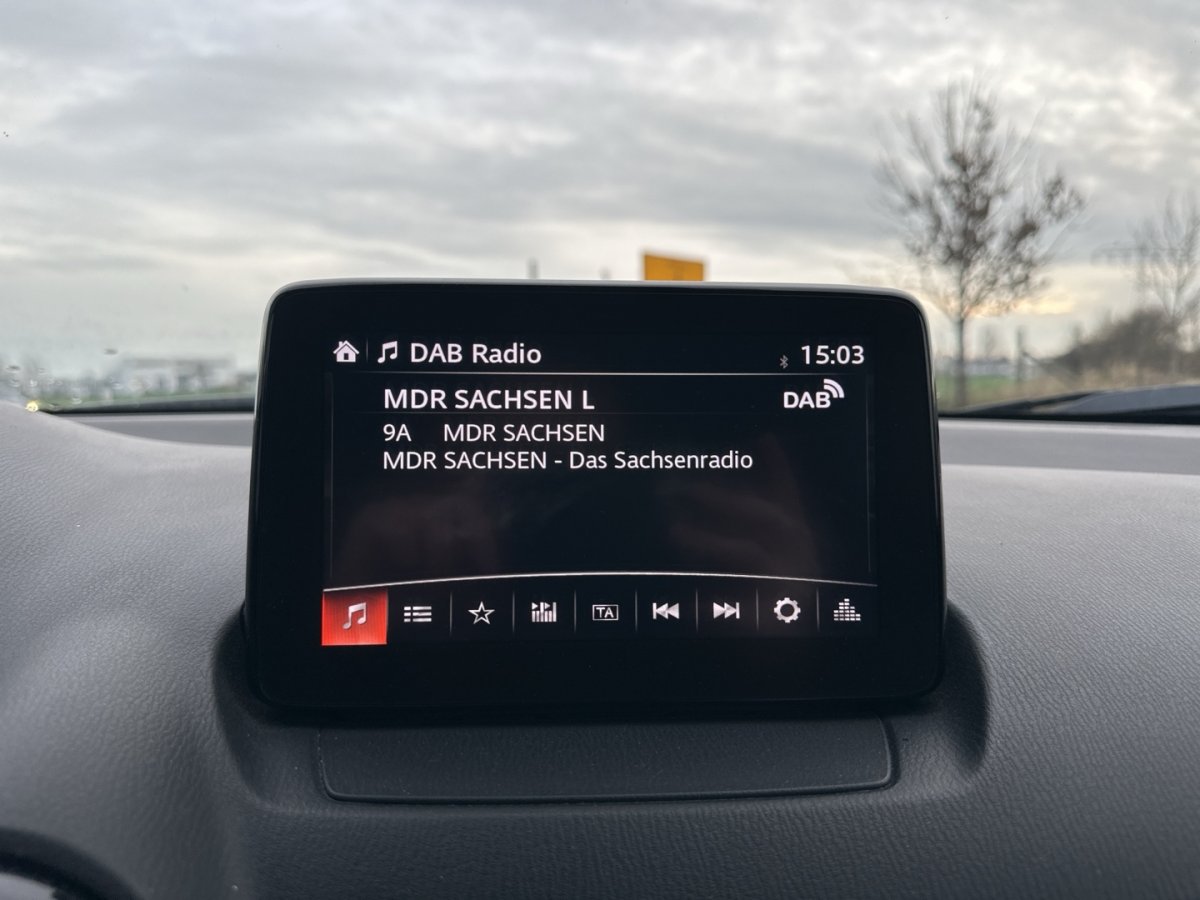 DAB Radio 15:03
MDR SACHSEN L DAB
9A MDR SACHSEN
MDR SACHSEN - Das Sachsenradio
TA